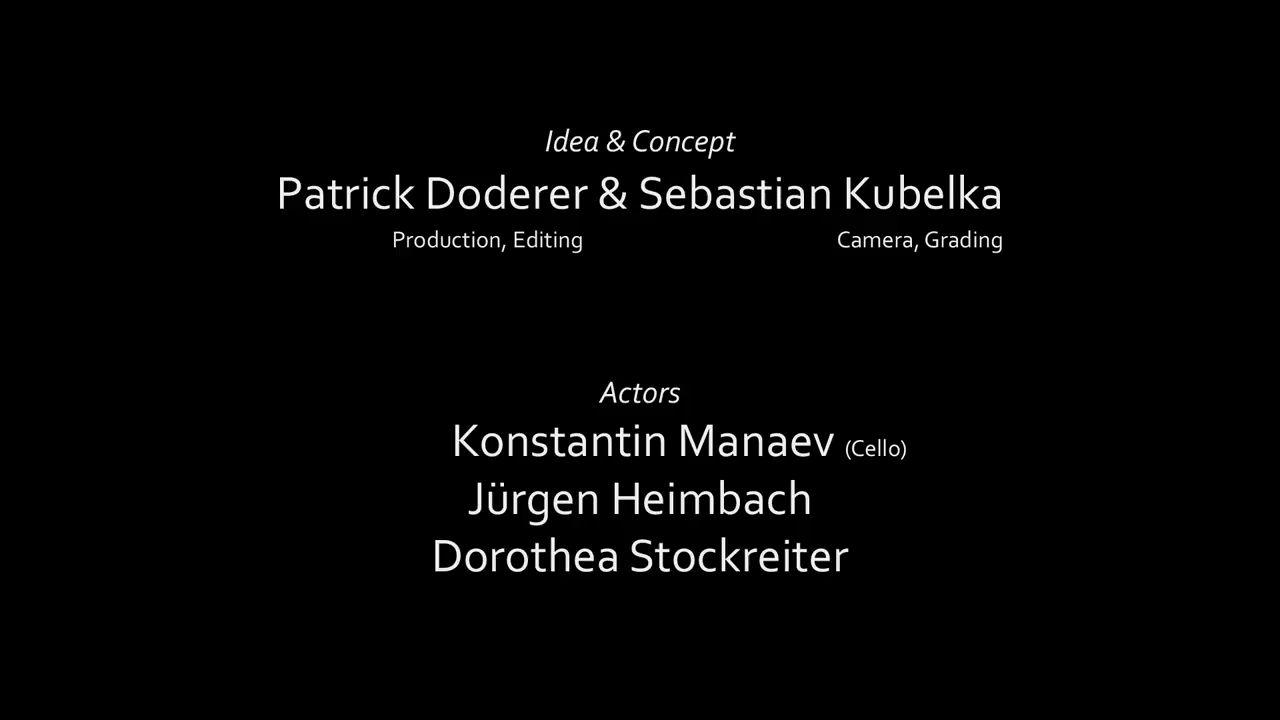 Idea & Concept
Patrick Doderer & Sebastian Kubelka
Production, Editing Camera, Grading
Actors
Konstantin Manaev (Cello)
Jürgen Heimbach
Dorothea Stockreiter